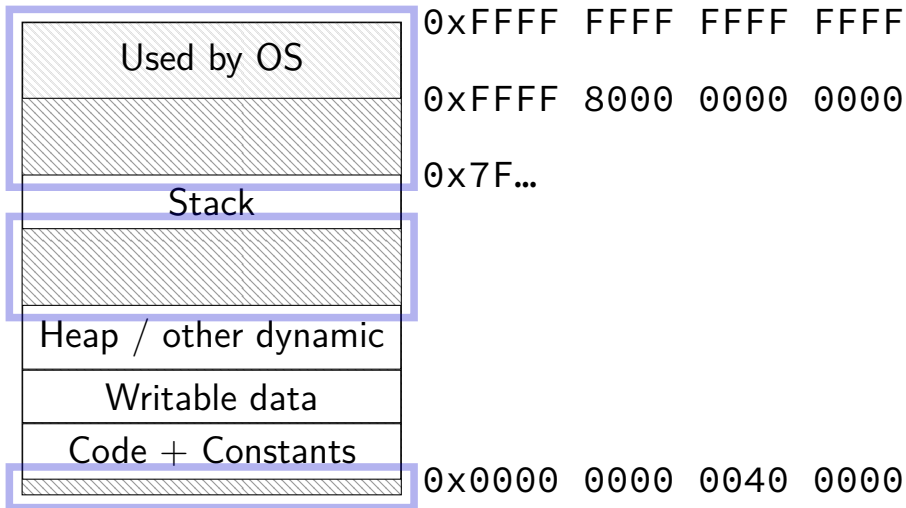 0xFFFF FFFF FFFF FFFF
Used by OS
0xFFFF 8000 0000 0000
0x7F…
Stack
Heap / other dynamic
Writable data
Code + Constants
0x0000 0000 0040 0000